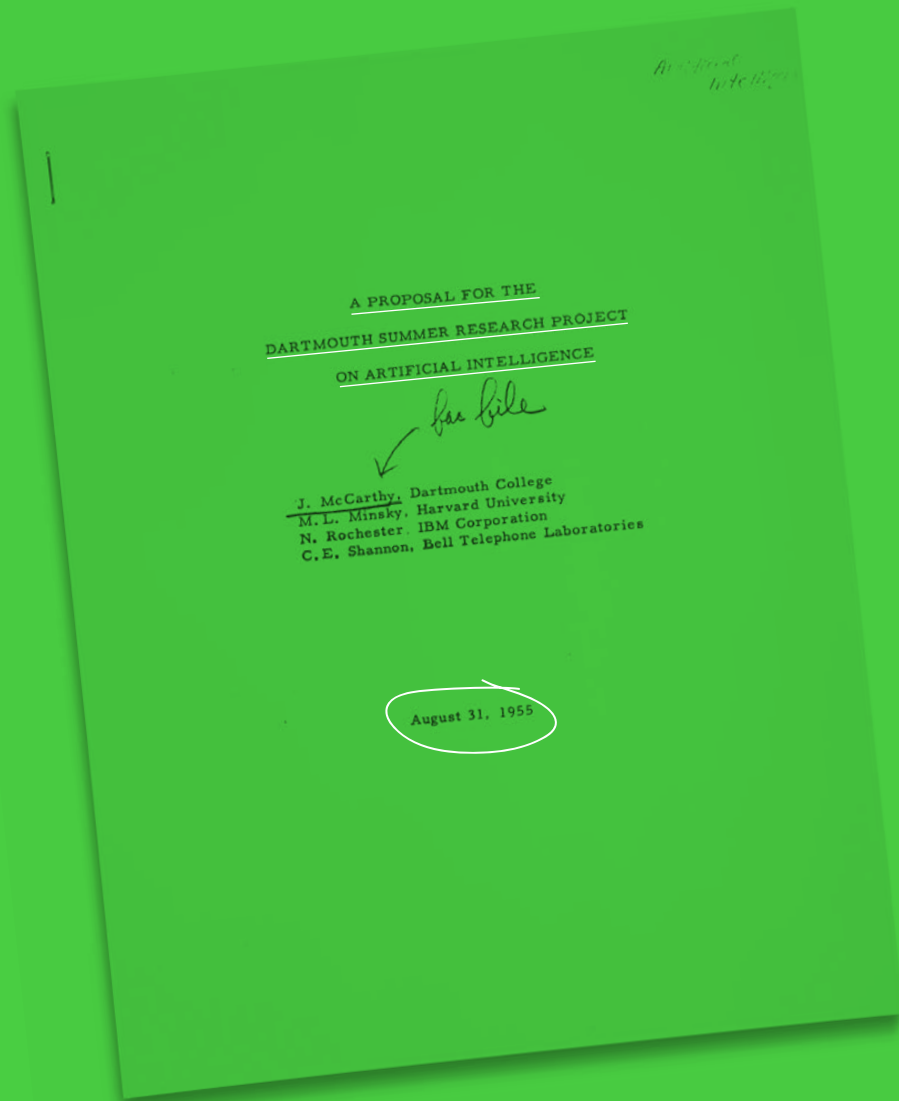 Artificial
A PROPOSAL FOR THE
DARTMOUTH SUMMER RESEARCH PROJECT
ON ARTIFICIAL INTELLIGENCE
file
J. McCarthy, Dartmouth College
M. L. Minsky, Harvard University
N. Rochester, IBM Corporation
C. E. Shannon, Bell Telephone Laboratories
August 31, 1955